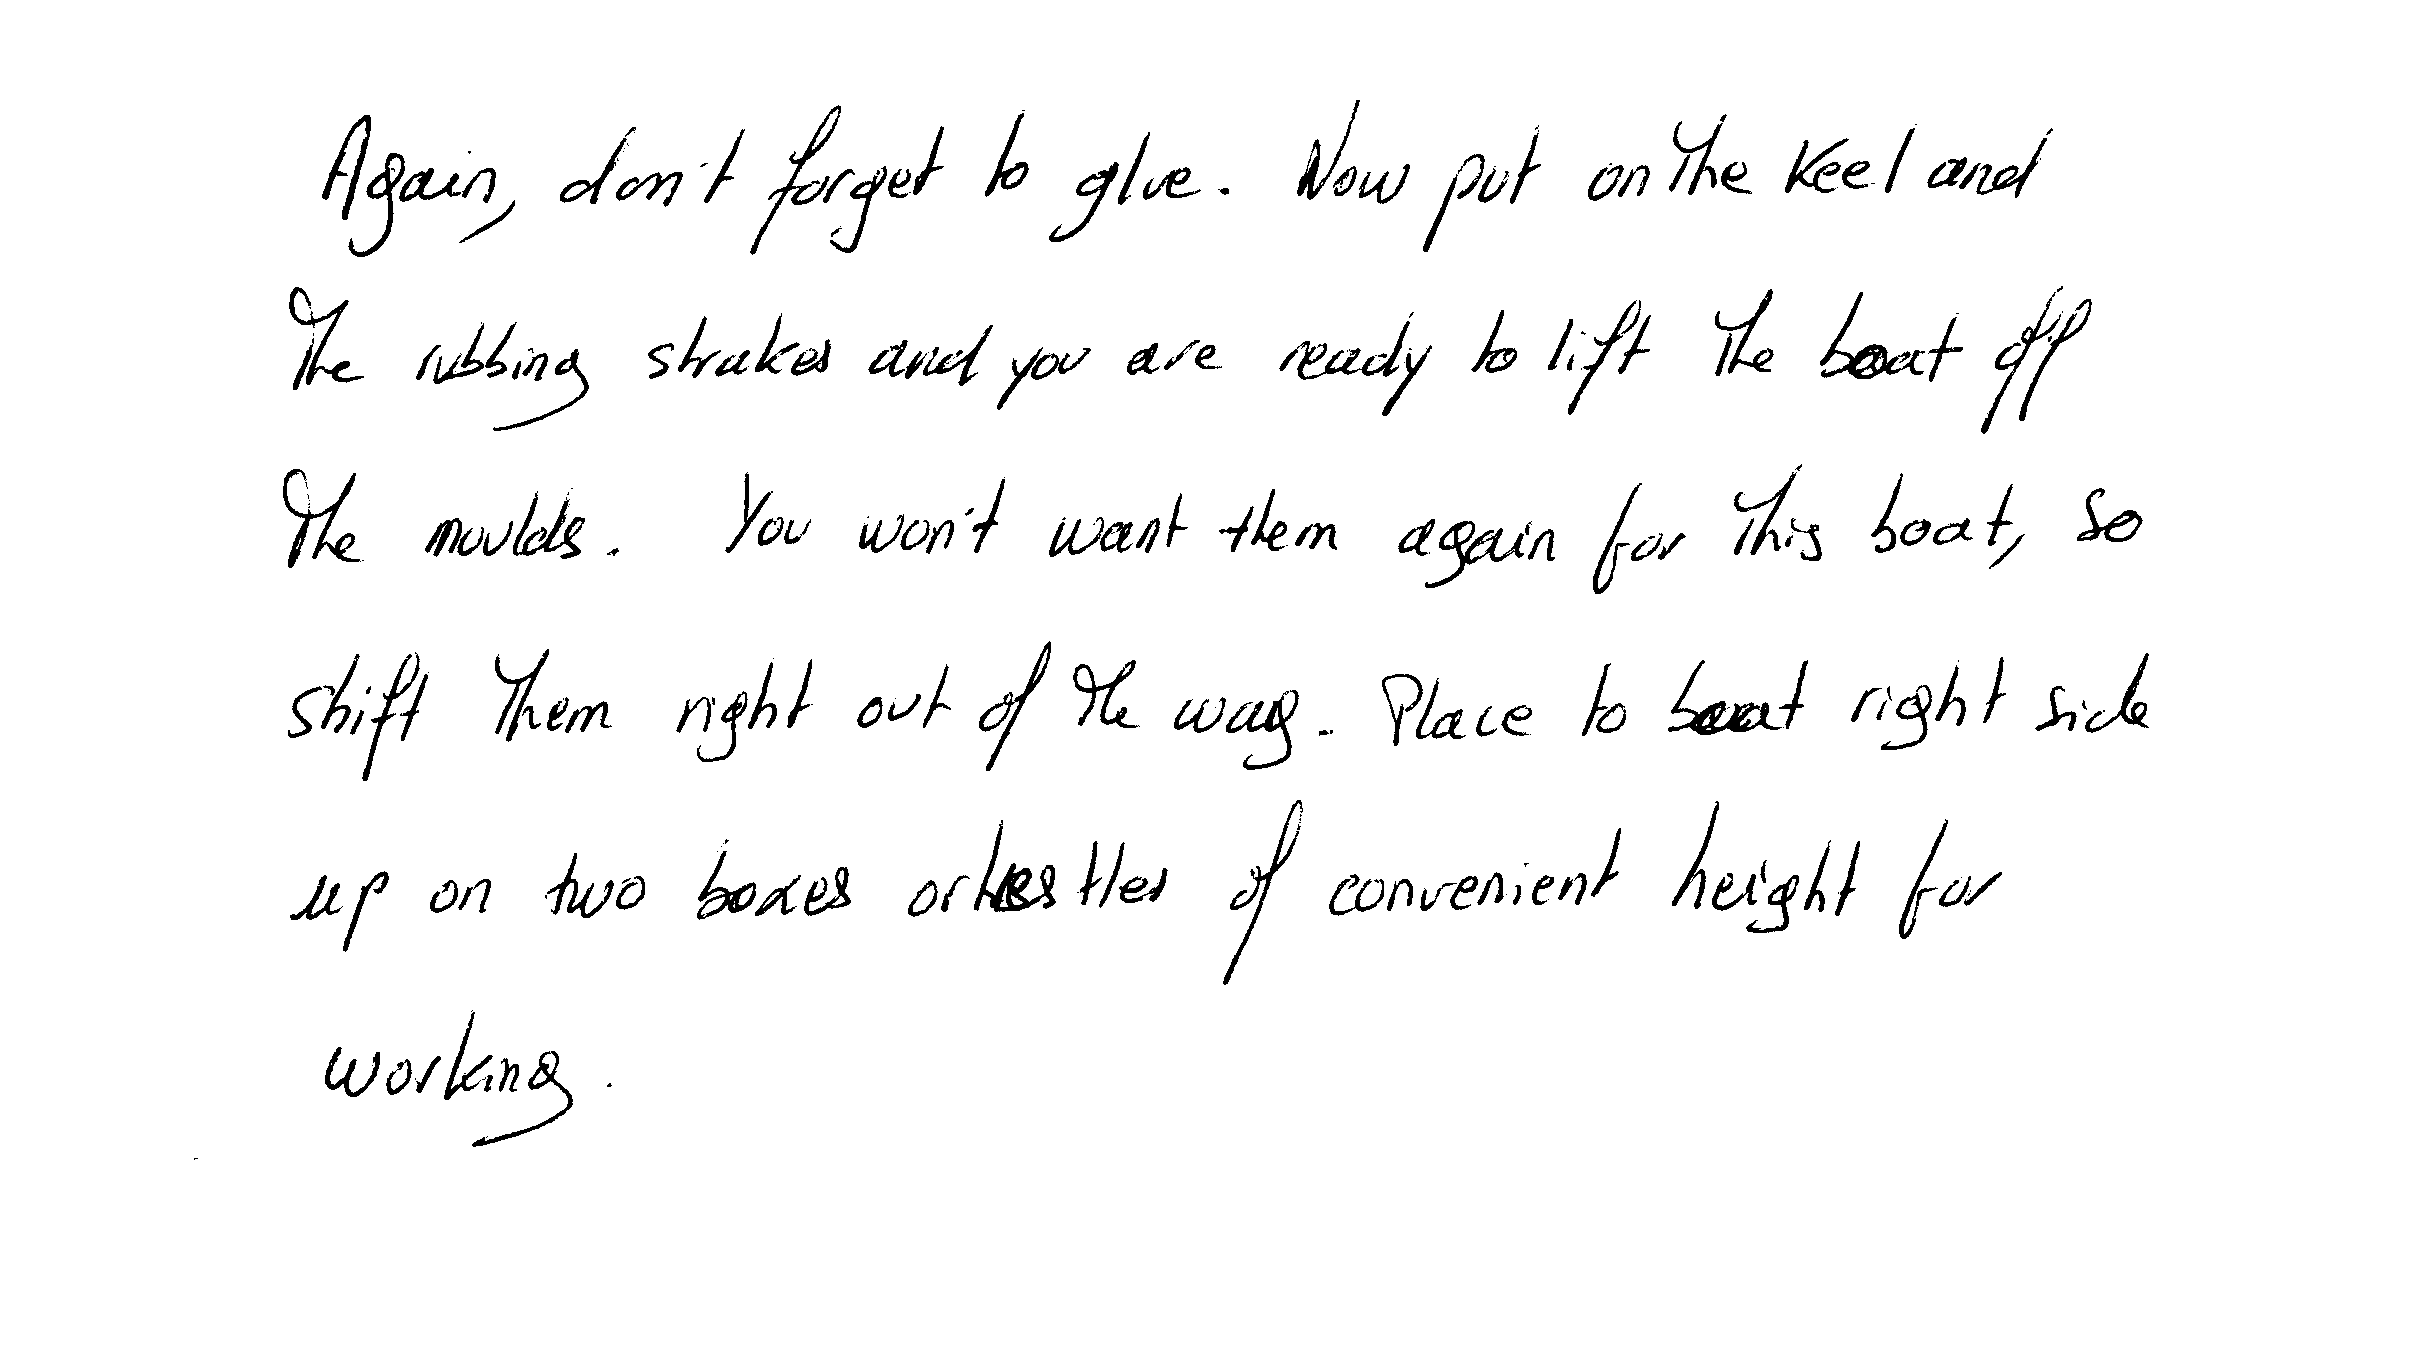 Again, don't forget to glue. Now put on the keel and
the rubbing strakes and you are ready to lift the boat off
the moulds. You won't want them again for this boat, so
shift them right out of the way. Place to boat right side
up on two boxes or trestles of convenient height for
working.